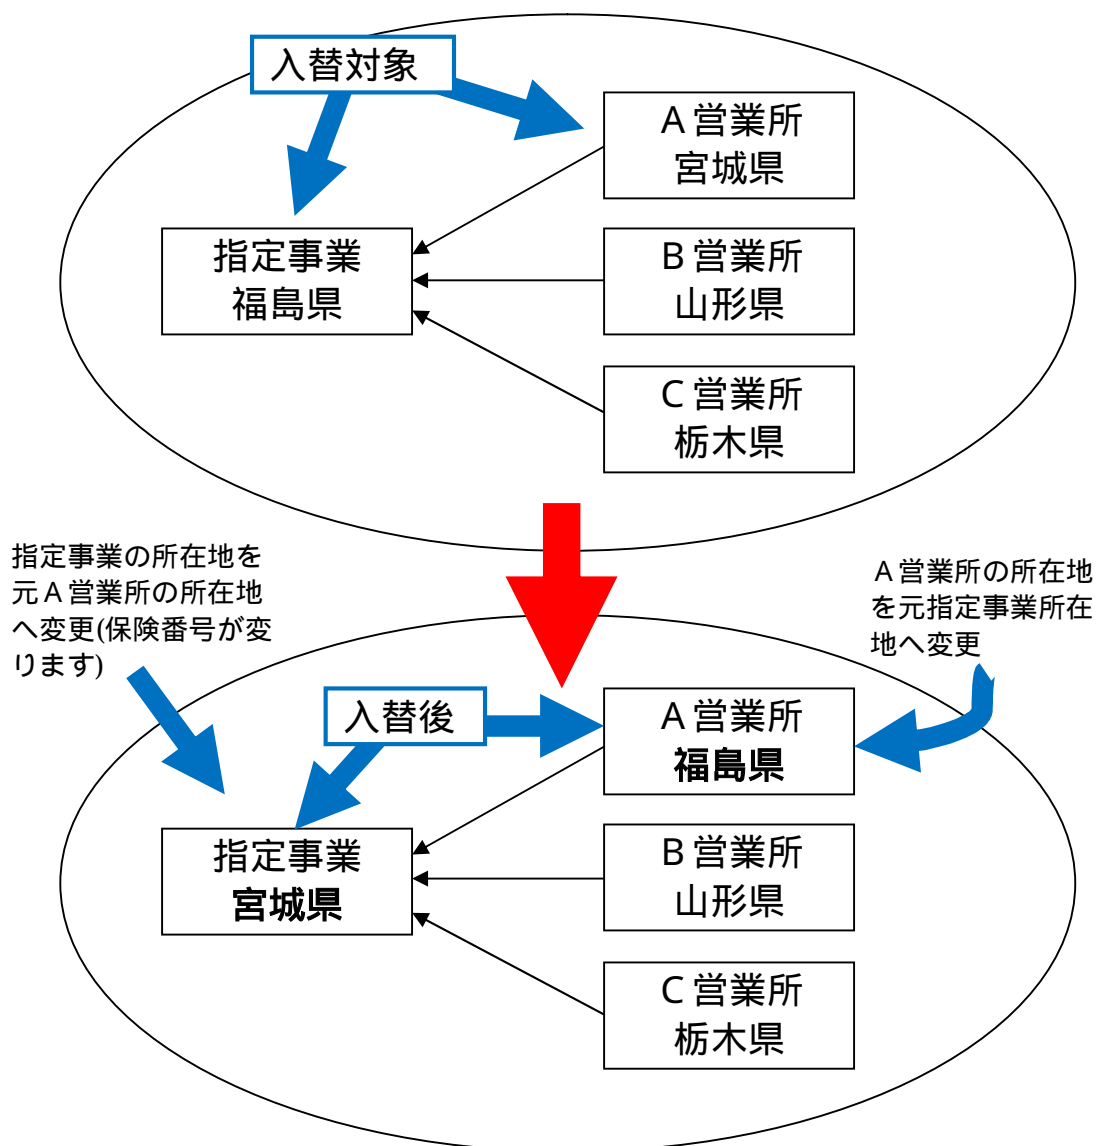 入替対象
A営業所
宮城県
指定事業
福島県
B営業所
山形県
C営業所
栃木県
指定事業の所在地を
元A営業所の所在地
へ変更(保険番号が変
ります)
A営業所の所在地
を元指定事業所在
地へ変更
入替後
A営業所
福島県
指定事業
宮城県
B営業所
山形県
C営業所
栃木県